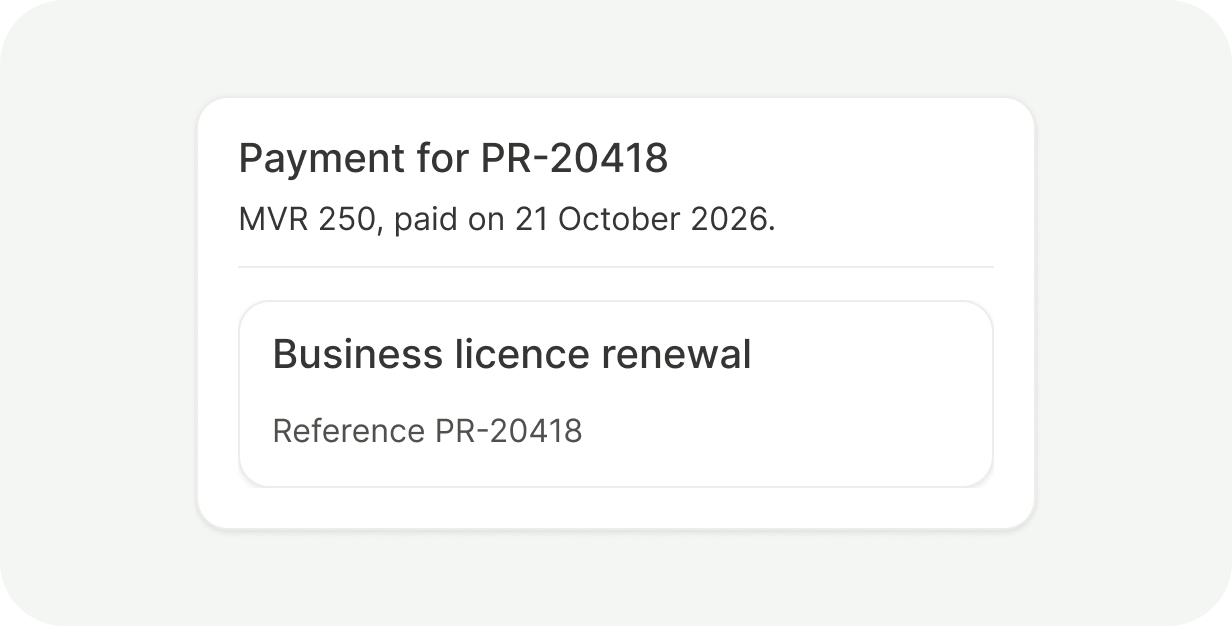 Payment for PR-20418
MVR 250, paid on 21 October 2026.
Business licence renewal
Reference PR-20418